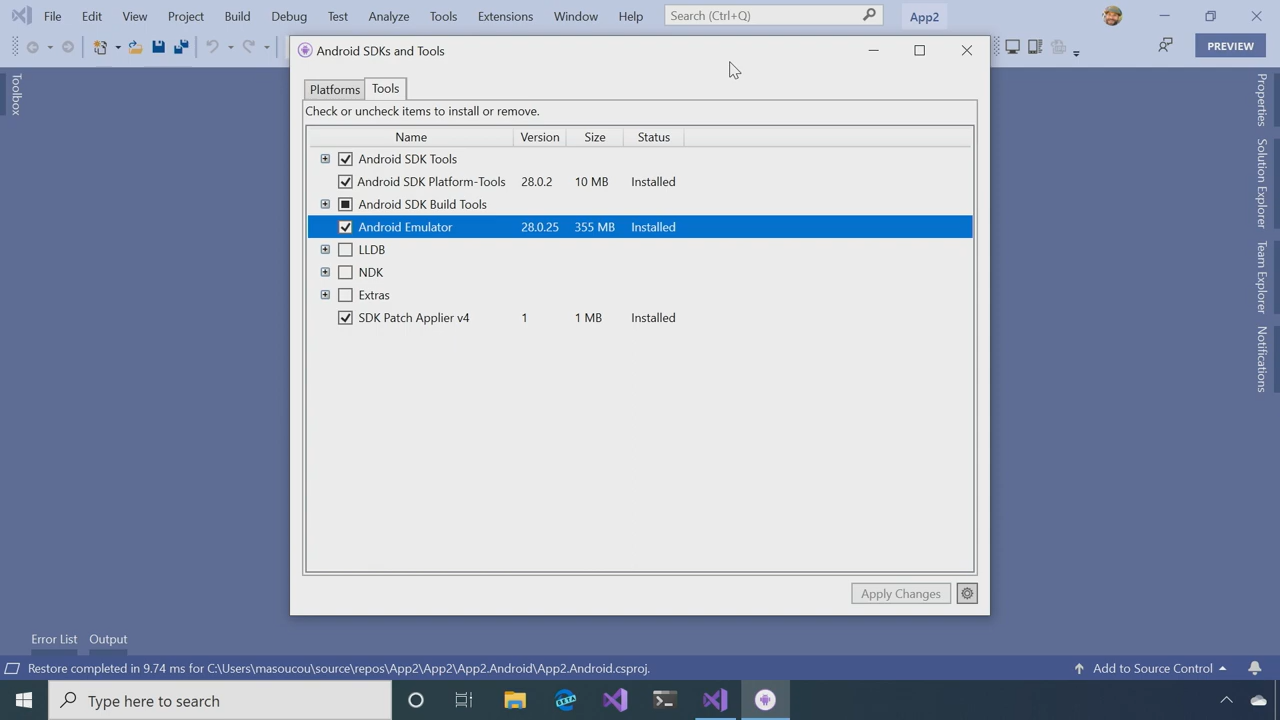 File Edit View Project Build Debug Test Analyze Tools Extensions Window Help Search (Ctrl+Q) App2
PREVIEW
Android SDKs and Tools
Platforms Tools
Check or uncheck items to install or remove.
Name Version Size Status
Android SDK Tools
Android SDK Platform-Tools 28.0.2 10 MB Installed
Android SDK Build Tools
Android Emulator 28.0.25 355 MB Installed
LLDB
NDK
Extras
SDK Patch Applier v4 1 1 MB Installed
Apply Changes
Toolbox
Properties
Solution Explorer
Team Explorer
Notifications
Error List Output
Restore completed in 9.74 ms for C:\Users\masoucou\source\repos\App2\App2\App2.Android\App2.Android.csproj.
Add to Source Control
Type here to search
BETA